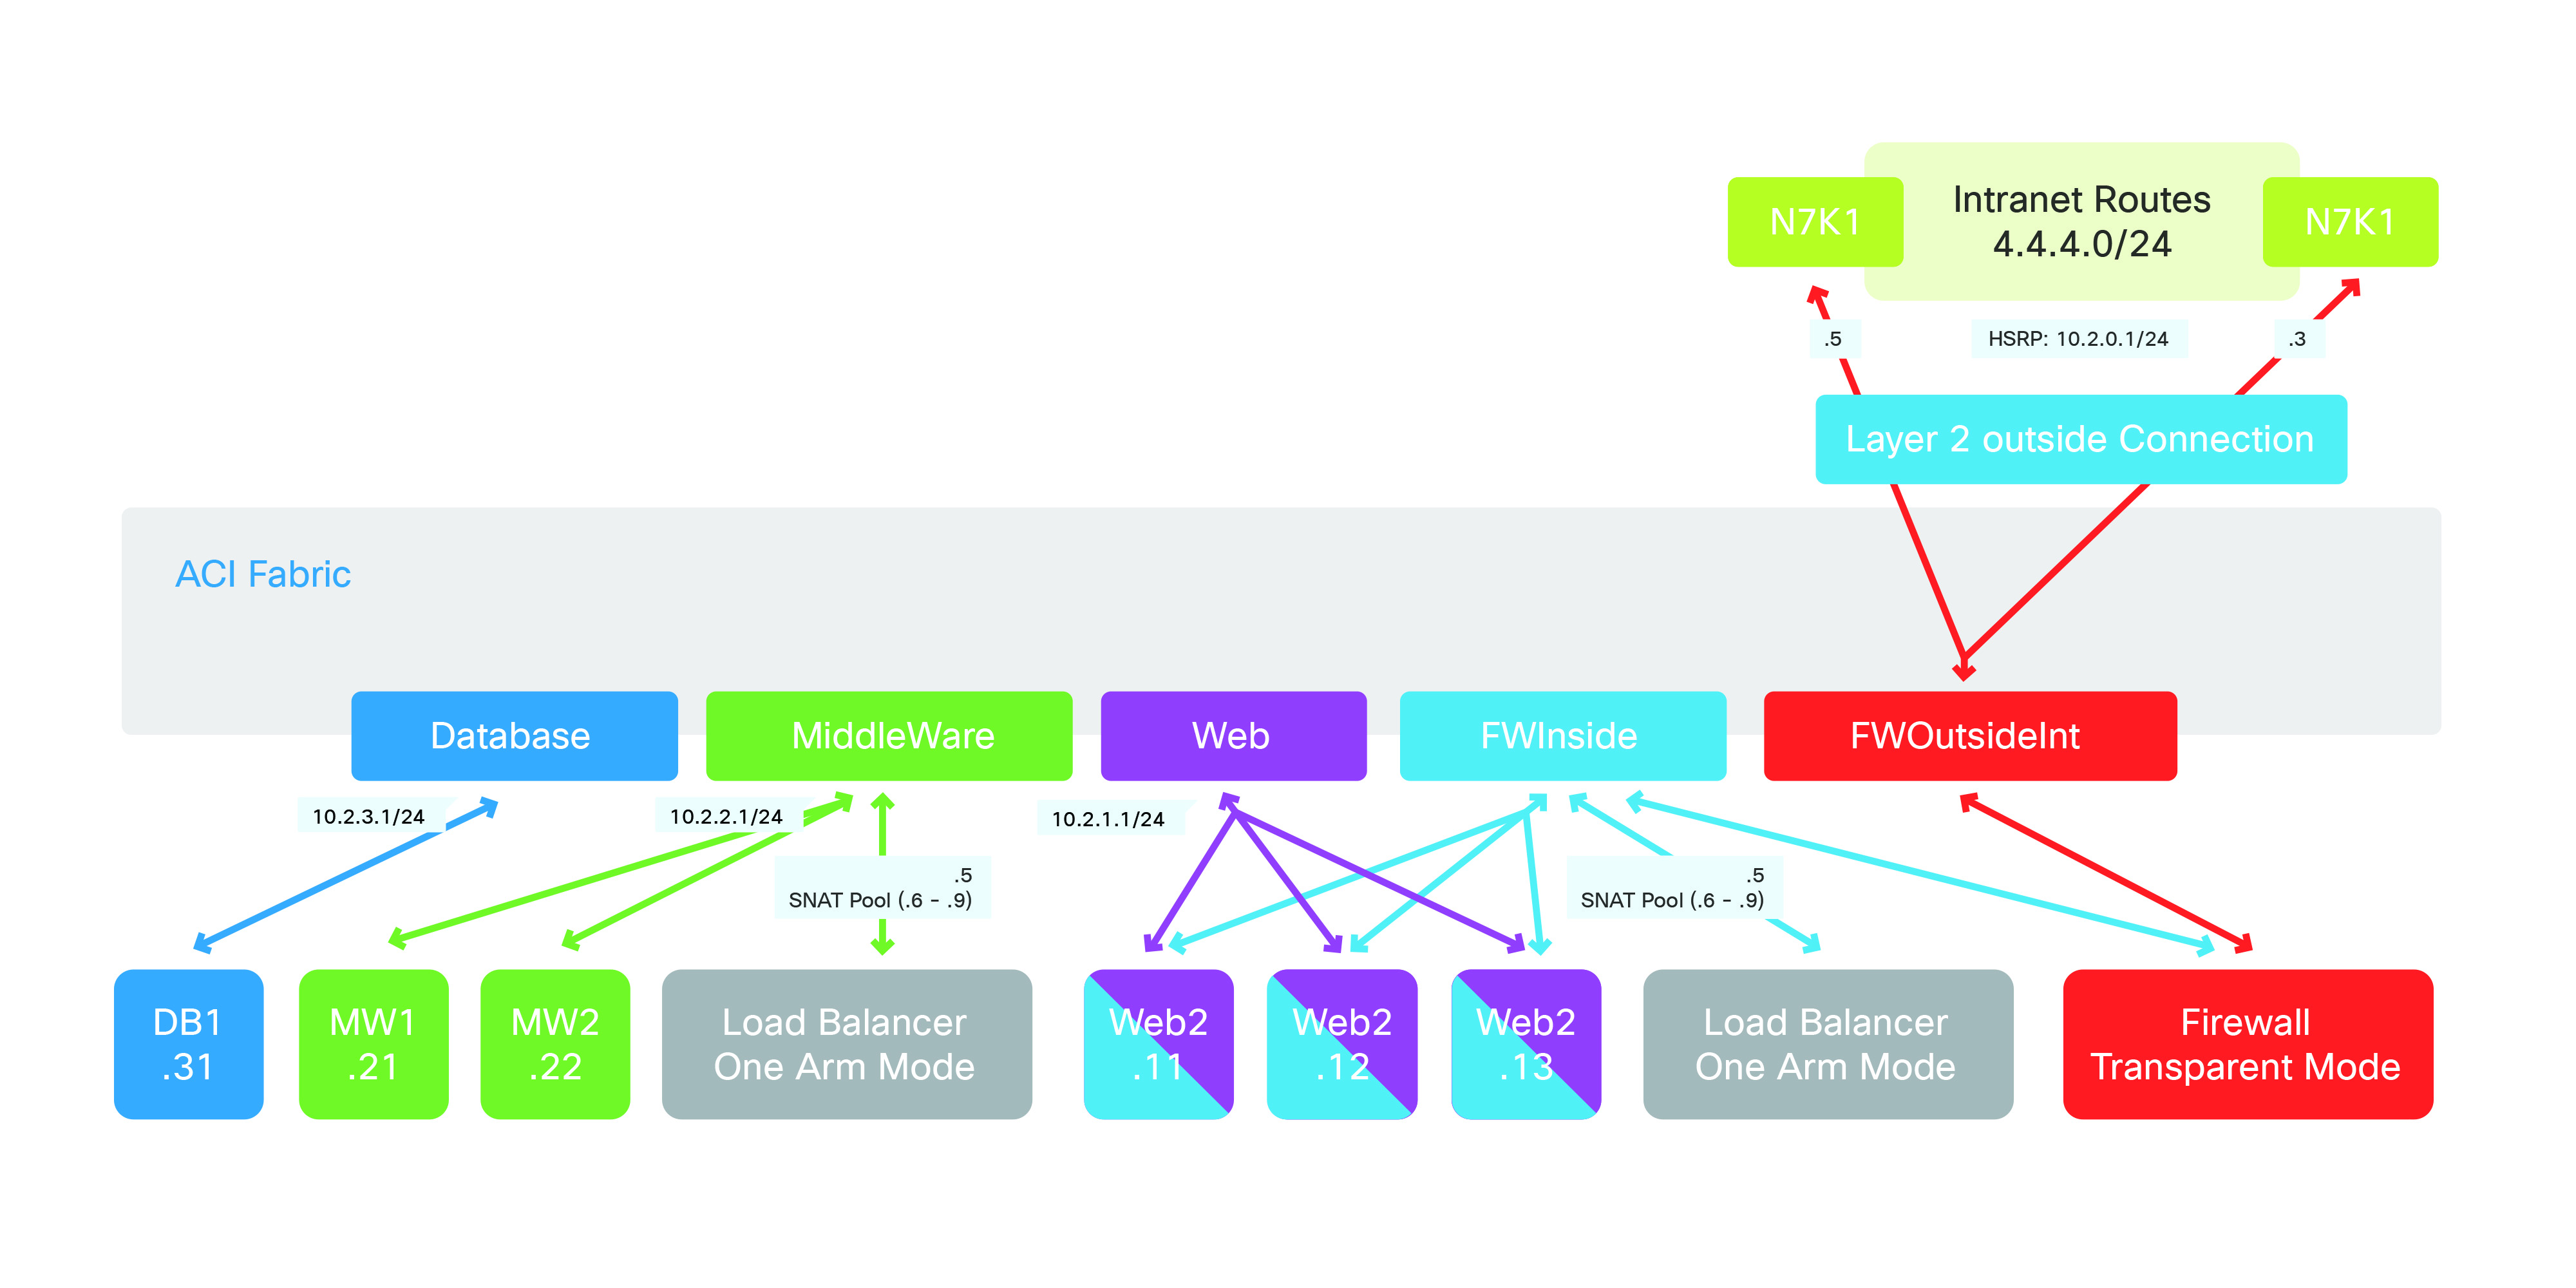 N7K1
Intranet Routes
4.4.4.0/24
N7K1
.5
HSRP: 10.2.0.1/24
.3
Layer 2 outside Connection
ACI Fabric
Database
MiddleWare
Web
FWInside
FWOutsideInt
10.2.3.1/24
10.2.2.1/24
10.2.1.1/24
.5
SNAT Pool (.6 - .9)
.5
SNAT Pool (.6 - .9)
DB1
.31
MW1
.21
MW2
.22
Load Balancer
One Arm Mode
Web2
.11
Web2
.12
Web2
.13
Load Balancer
One Arm Mode
Firewall
Transparent Mode